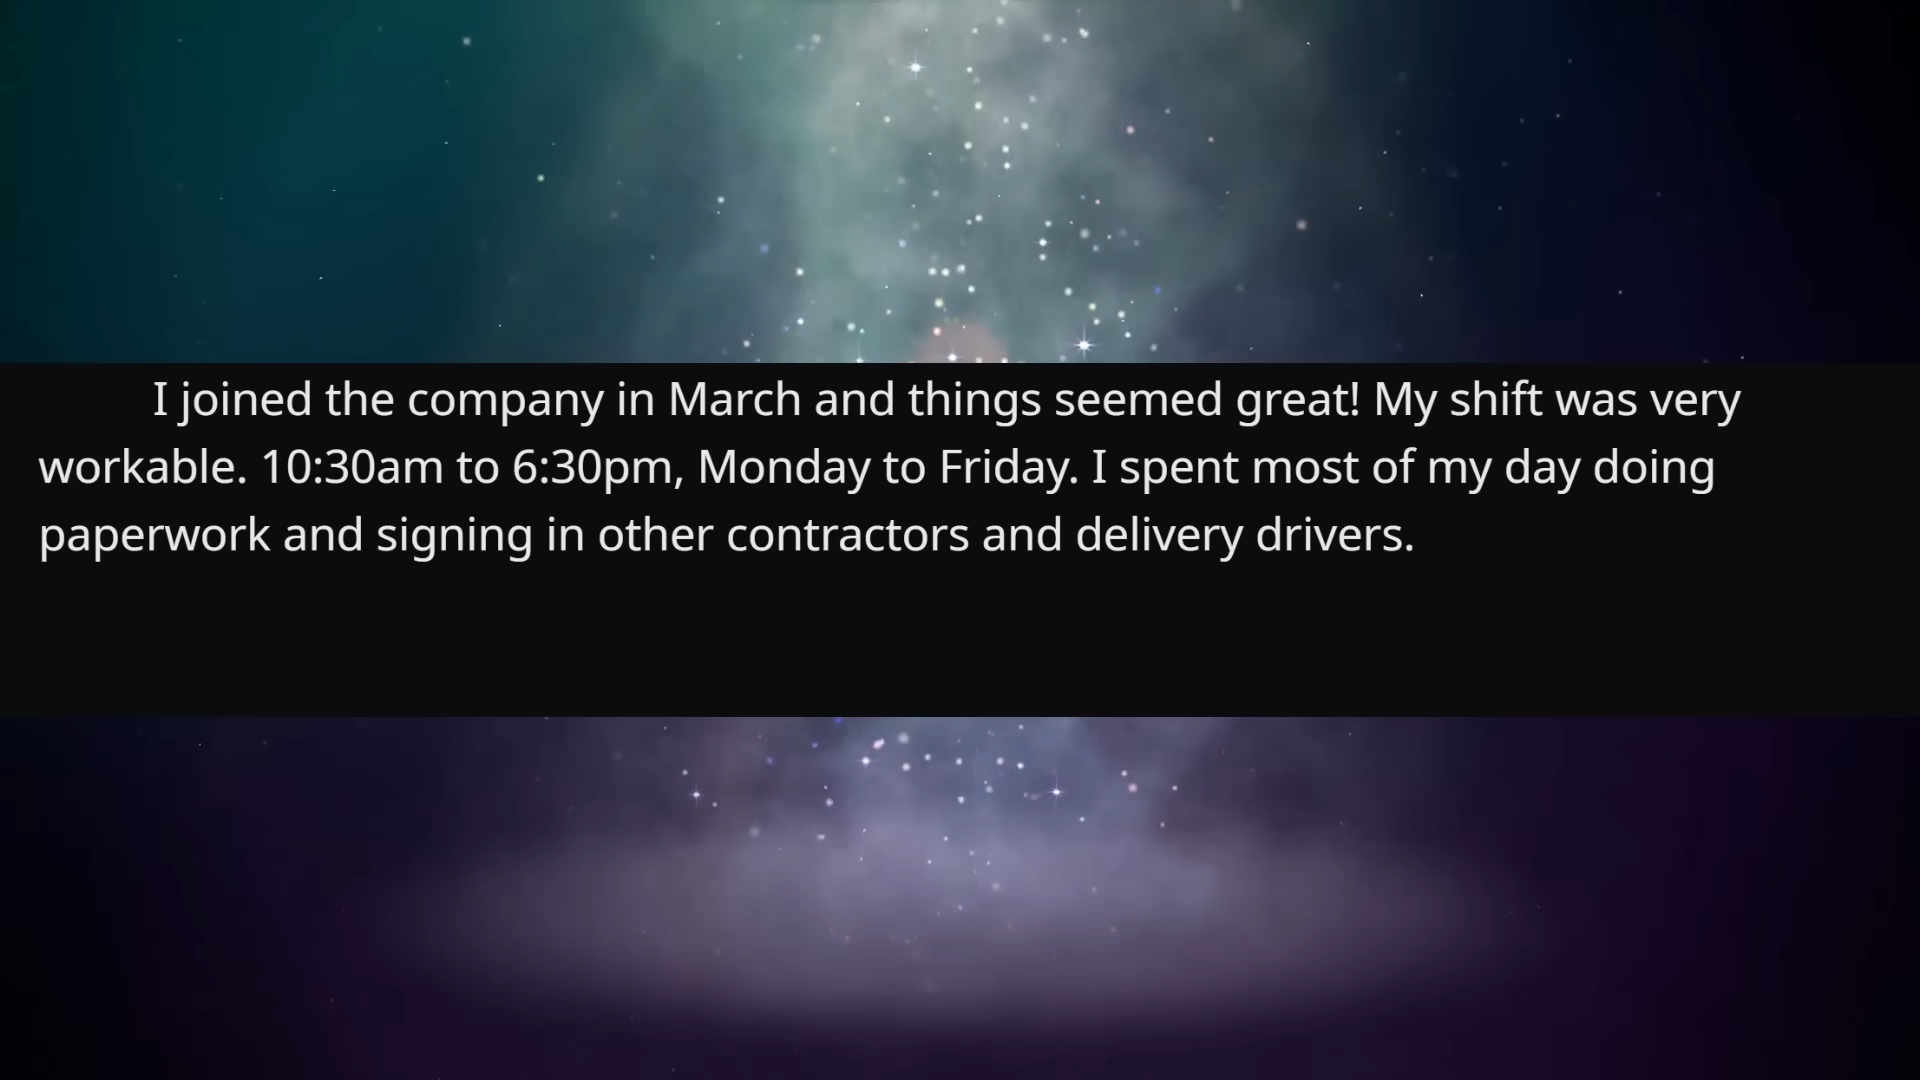 I joined the company in March and things seemed great! My shift was very
workable. 10:30am to 6:30pm, Monday to Friday. I spent most of my day doing
paperwork and signing in other contractors and delivery drivers.